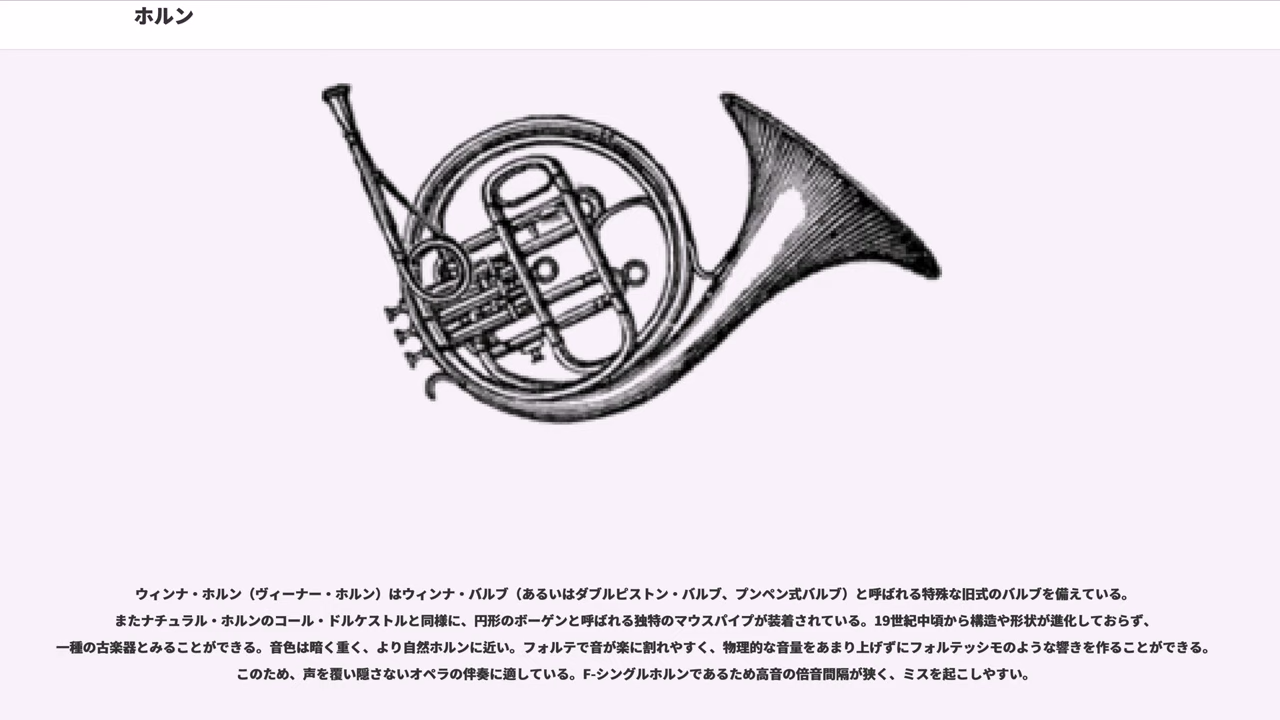 ホルン
ウィンナ・ホルン（ヴィーナー・ホルン）はウィンナ・バルブ（あるいはダブルピストン・バルブ、プンペン式バルブ）と呼ばれる特殊な旧式のバルブを備えている。
またナチュラル・ホルンのコール・ドルケストルと同様に、円形のボーゲンと呼ばれる独特のマウスパイプが装着されている。19世紀中頃から構造や形状が進化しておらず、
一種の古楽器とみることができる。音色は暗く重く、より自然ホルンに近い。フォルテで音が楽に割れやすく、物理的な音量をあまり上げずにフォルテッシモのような響きを作ることができる。
このため、声を覆い隠さないオペラの伴奏に適している。F-シングルホルンであるため高音の倍音間隔が狭く、ミスを起こしやすい。